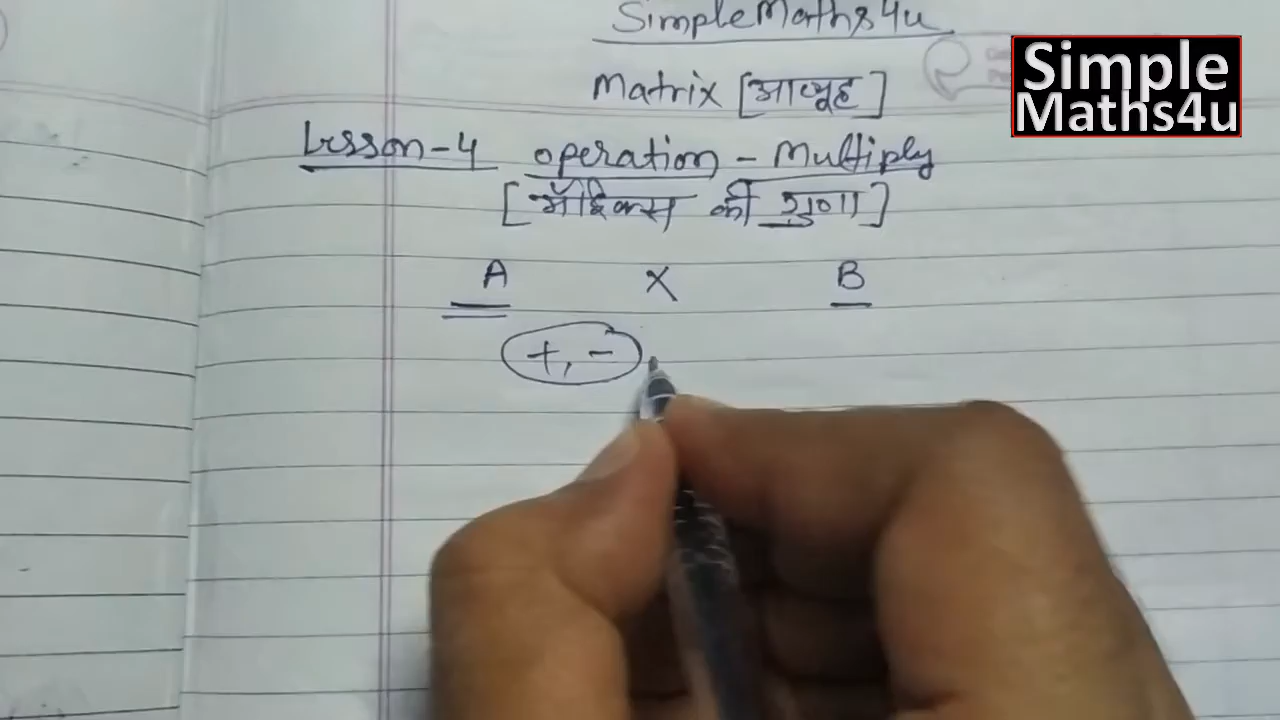 SimpleMaths4u
Simple
Maths4u
Matrix [आव्यूह]
Lesson-4 operation - Multiply
[मैट्रिक्स की गुणा]
A X B
+, -